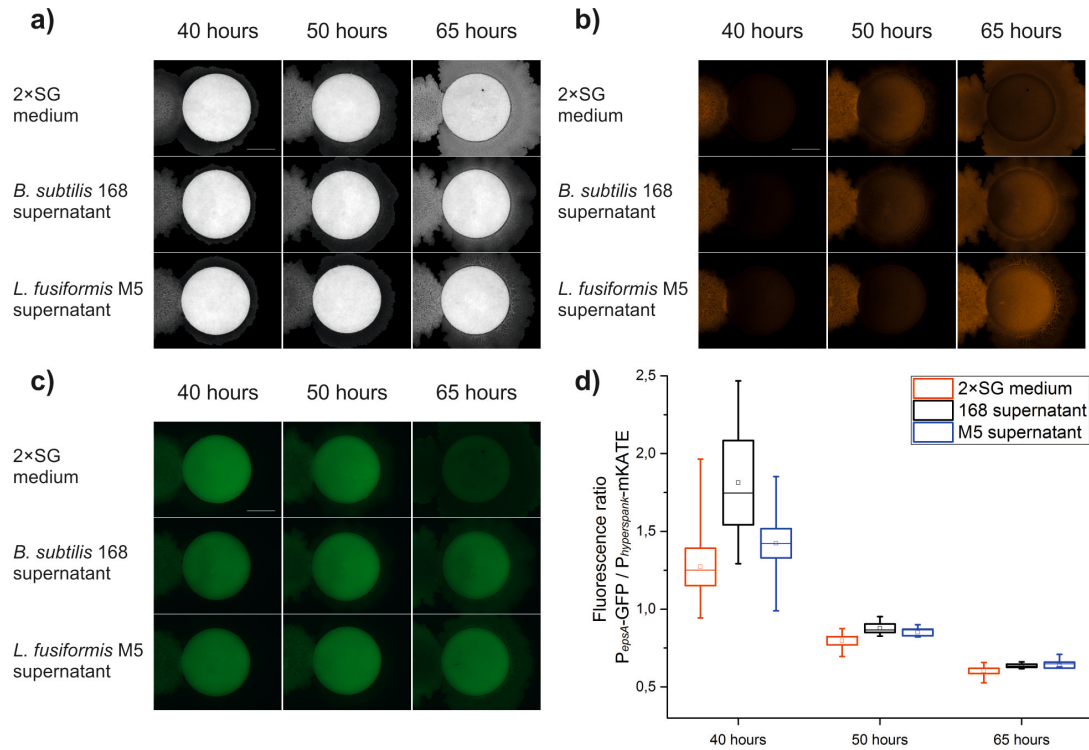 a)
40 hours 50 hours 65 hours
2×SG
medium
B. subtilis 168
supernatant
L. fusiformis M5
supernatant
b)
40 hours 50 hours 65 hours
2×SG
medium
B. subtilis 168
supernatant
L. fusiformis M5
supernatant
c)
40 hours 50 hours 65 hours
2×SG
medium
B. subtilis 168
supernatant
L. fusiformis M5
supernatant
d)
Fluorescence ratio
PepsA-GFP / Phyperspank-mKATE
2,5
2,0
1,5
1,0
0,5
2×SG medium
168 supernatant
M5 supernatant
40 hours 50 hours 65 hours